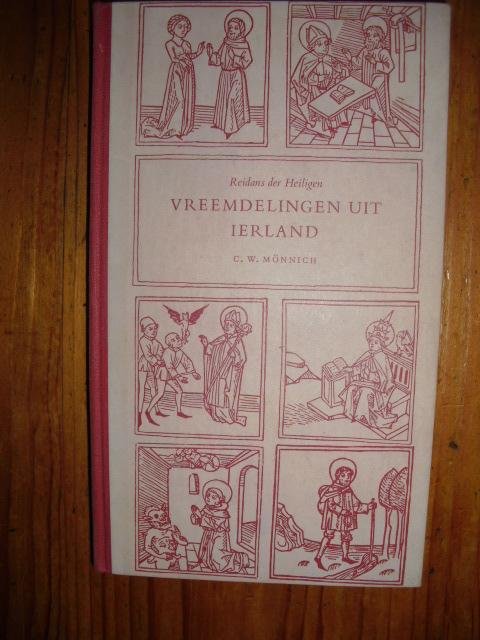 Reidans der Heiligen
VREEMDELINGEN UIT
IERLAND
C. W. MÖNNICH